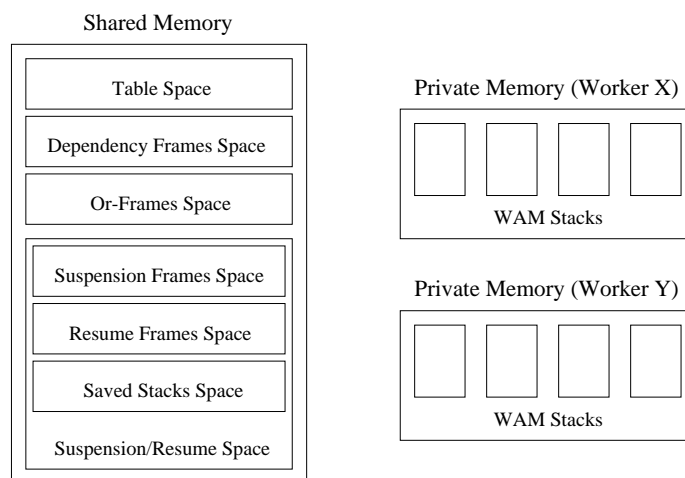 Shared Memory
Table Space
Dependency Frames Space
Or-Frames Space
Suspension Frames Space
Resume Frames Space
Saved Stacks Space
Suspension/Resume Space
Private Memory (Worker X)
WAM Stacks
Private Memory (Worker Y)
WAM Stacks